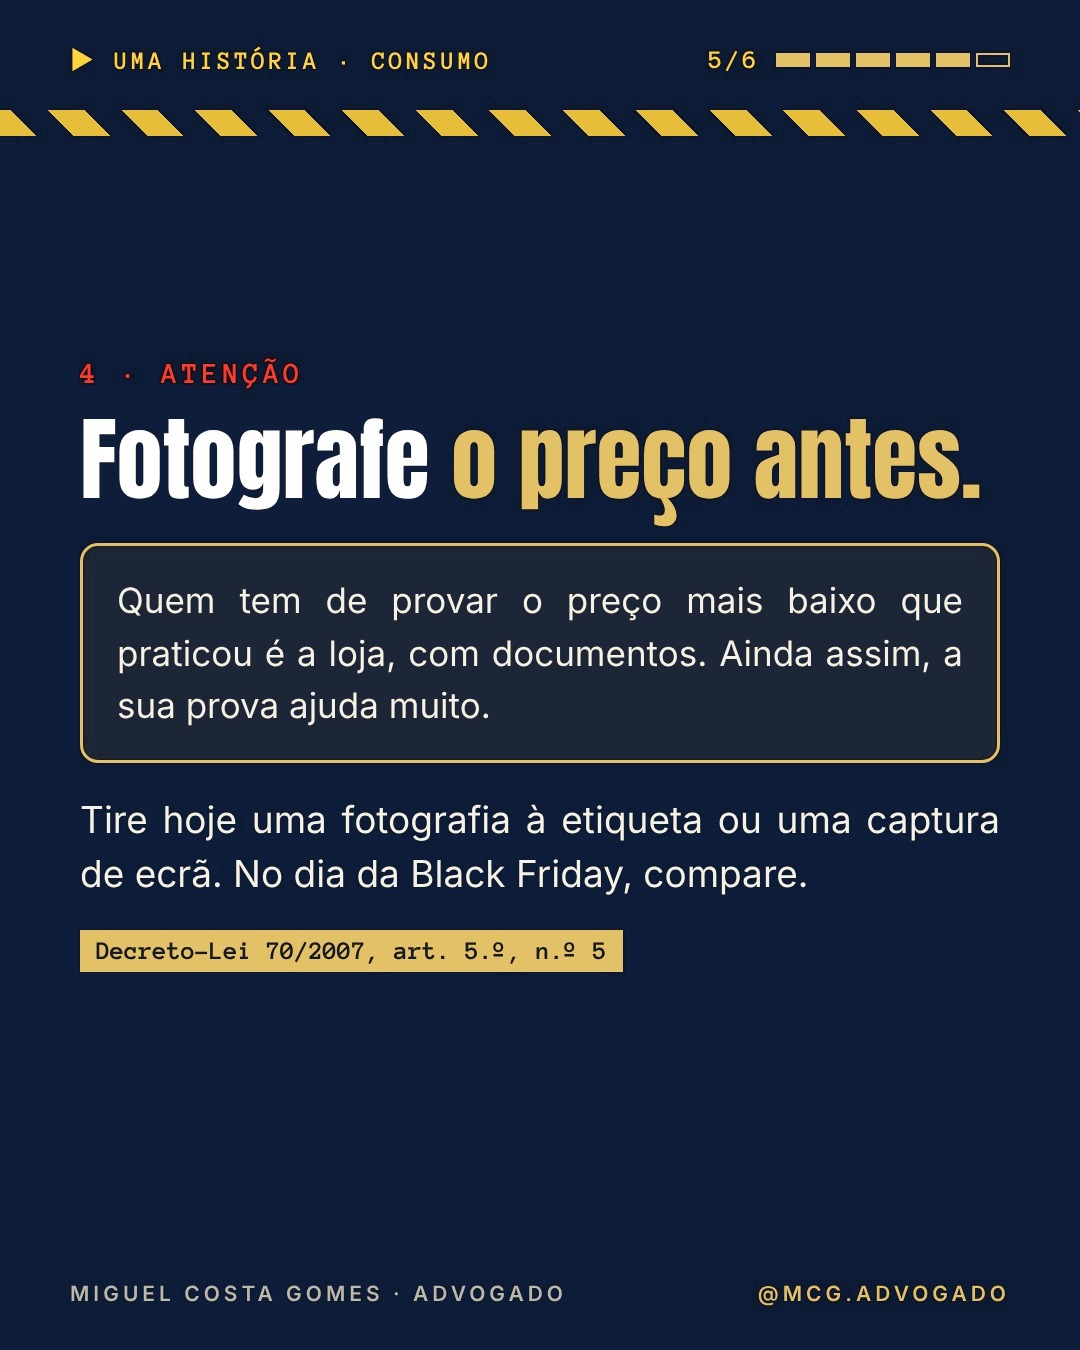 ▶ UMA HISTÓRIA · CONSUMO
5/6
4 · ATENÇÃO
Fotografe o preço antes.
Quem tem de provar o preço mais baixo que
praticou é a loja, com documentos. Ainda assim, a
sua prova ajuda muito.
Tire hoje uma fotografia à etiqueta ou uma captura
de ecrã. No dia da Black Friday, compare.
Decreto-Lei 70/2007, art. 5.º, n.º 5
MIGUEL COSTA GOMES · ADVOGADO
@MCG.ADVOGADO